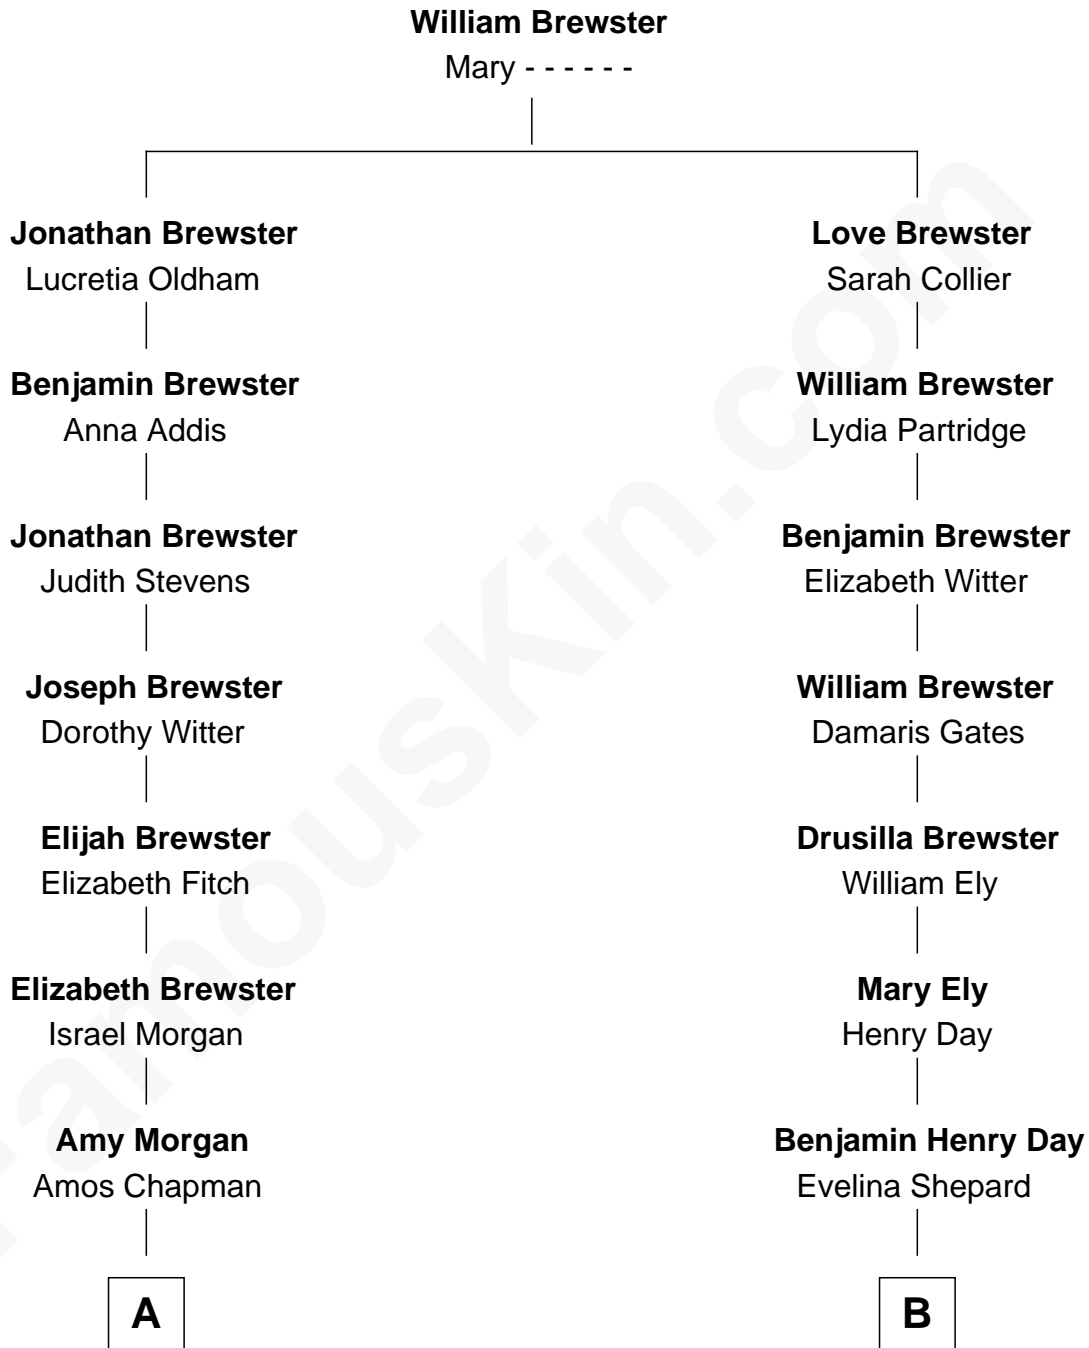 William Brewster
Mary - - - - - -
Jonathan Brewster
Lucretia Oldham
Love Brewster
Sarah Collier
Benjamin Brewster
Anna Addis
William Brewster
Lydia Partridge
Jonathan Brewster
Judith Stevens
Benjamin Brewster
Elizabeth Witter
Joseph Brewster
Dorothy Witter
William Brewster
Damaris Gates
Elijah Brewster
Elizabeth Fitch
Drusilla Brewster
William Ely
Elizabeth Brewster
Israel Morgan
Mary Ely
Henry Day
Amy Morgan
Amos Chapman
Benjamin Henry Day
Evelina Shepard
A
B
FamousKin.com